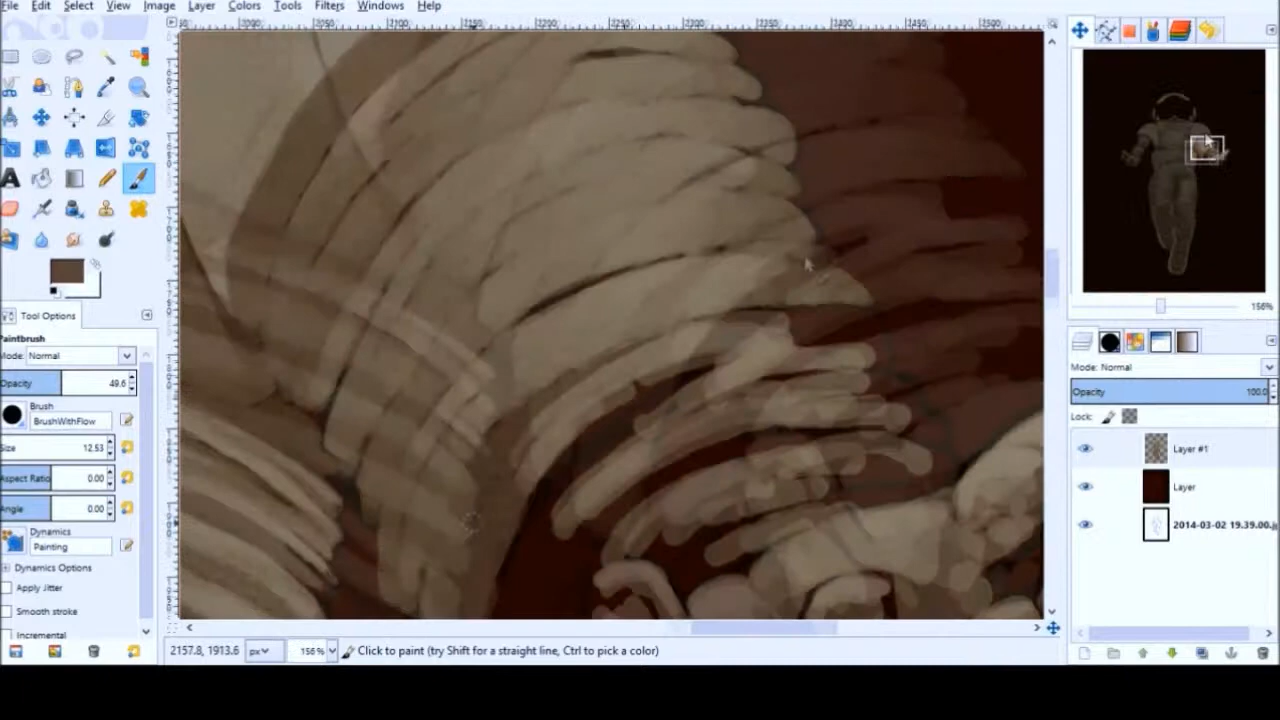 File Edit Select View Image Layer Colors Tools Filters Windows Help
Tool Options
Paintbrush
Mode: Normal
Opacity 49.6
Brush
BrushWithFlow
Size 12.53
Aspect Ratio 0.00
Angle 0.00
Dynamics
Painting
Dynamics Options
Apply Jitter
Smooth stroke
Incremental
2157.8, 1913.6 px 156% Click to paint (try Shift for a straight line, Ctrl to pick a color)
156%
Mode: Normal
Opacity 100.0
Lock:
Layer #1
Layer
2014-03-02 19.39.00.j